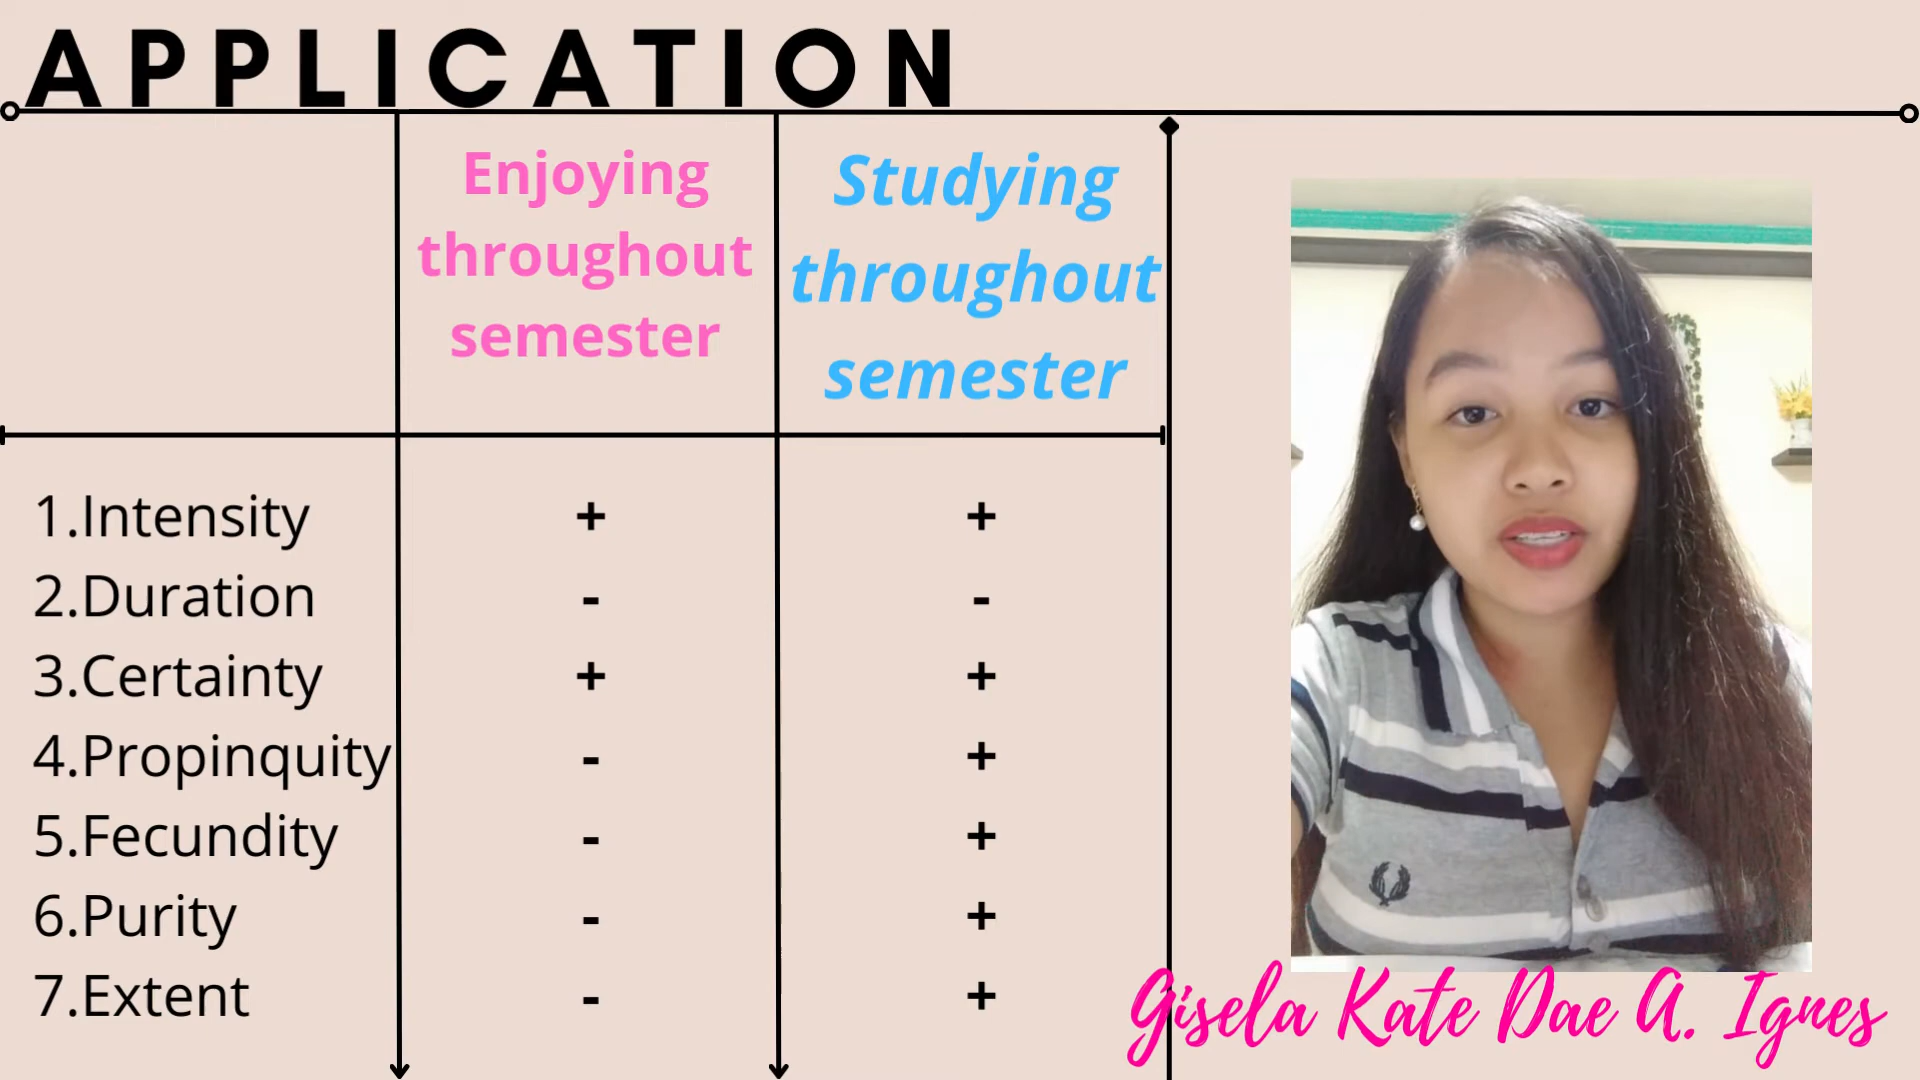 APPLICATION
Enjoying
throughout
semester
Studying
throughout
semester
1.Intensity + +
2.Duration - -
3.Certainty + +
4.Propinquity - +
5.Fecundity - +
6.Purity - +
7.Extent - +
Gisela Kate Dae A. Ignes